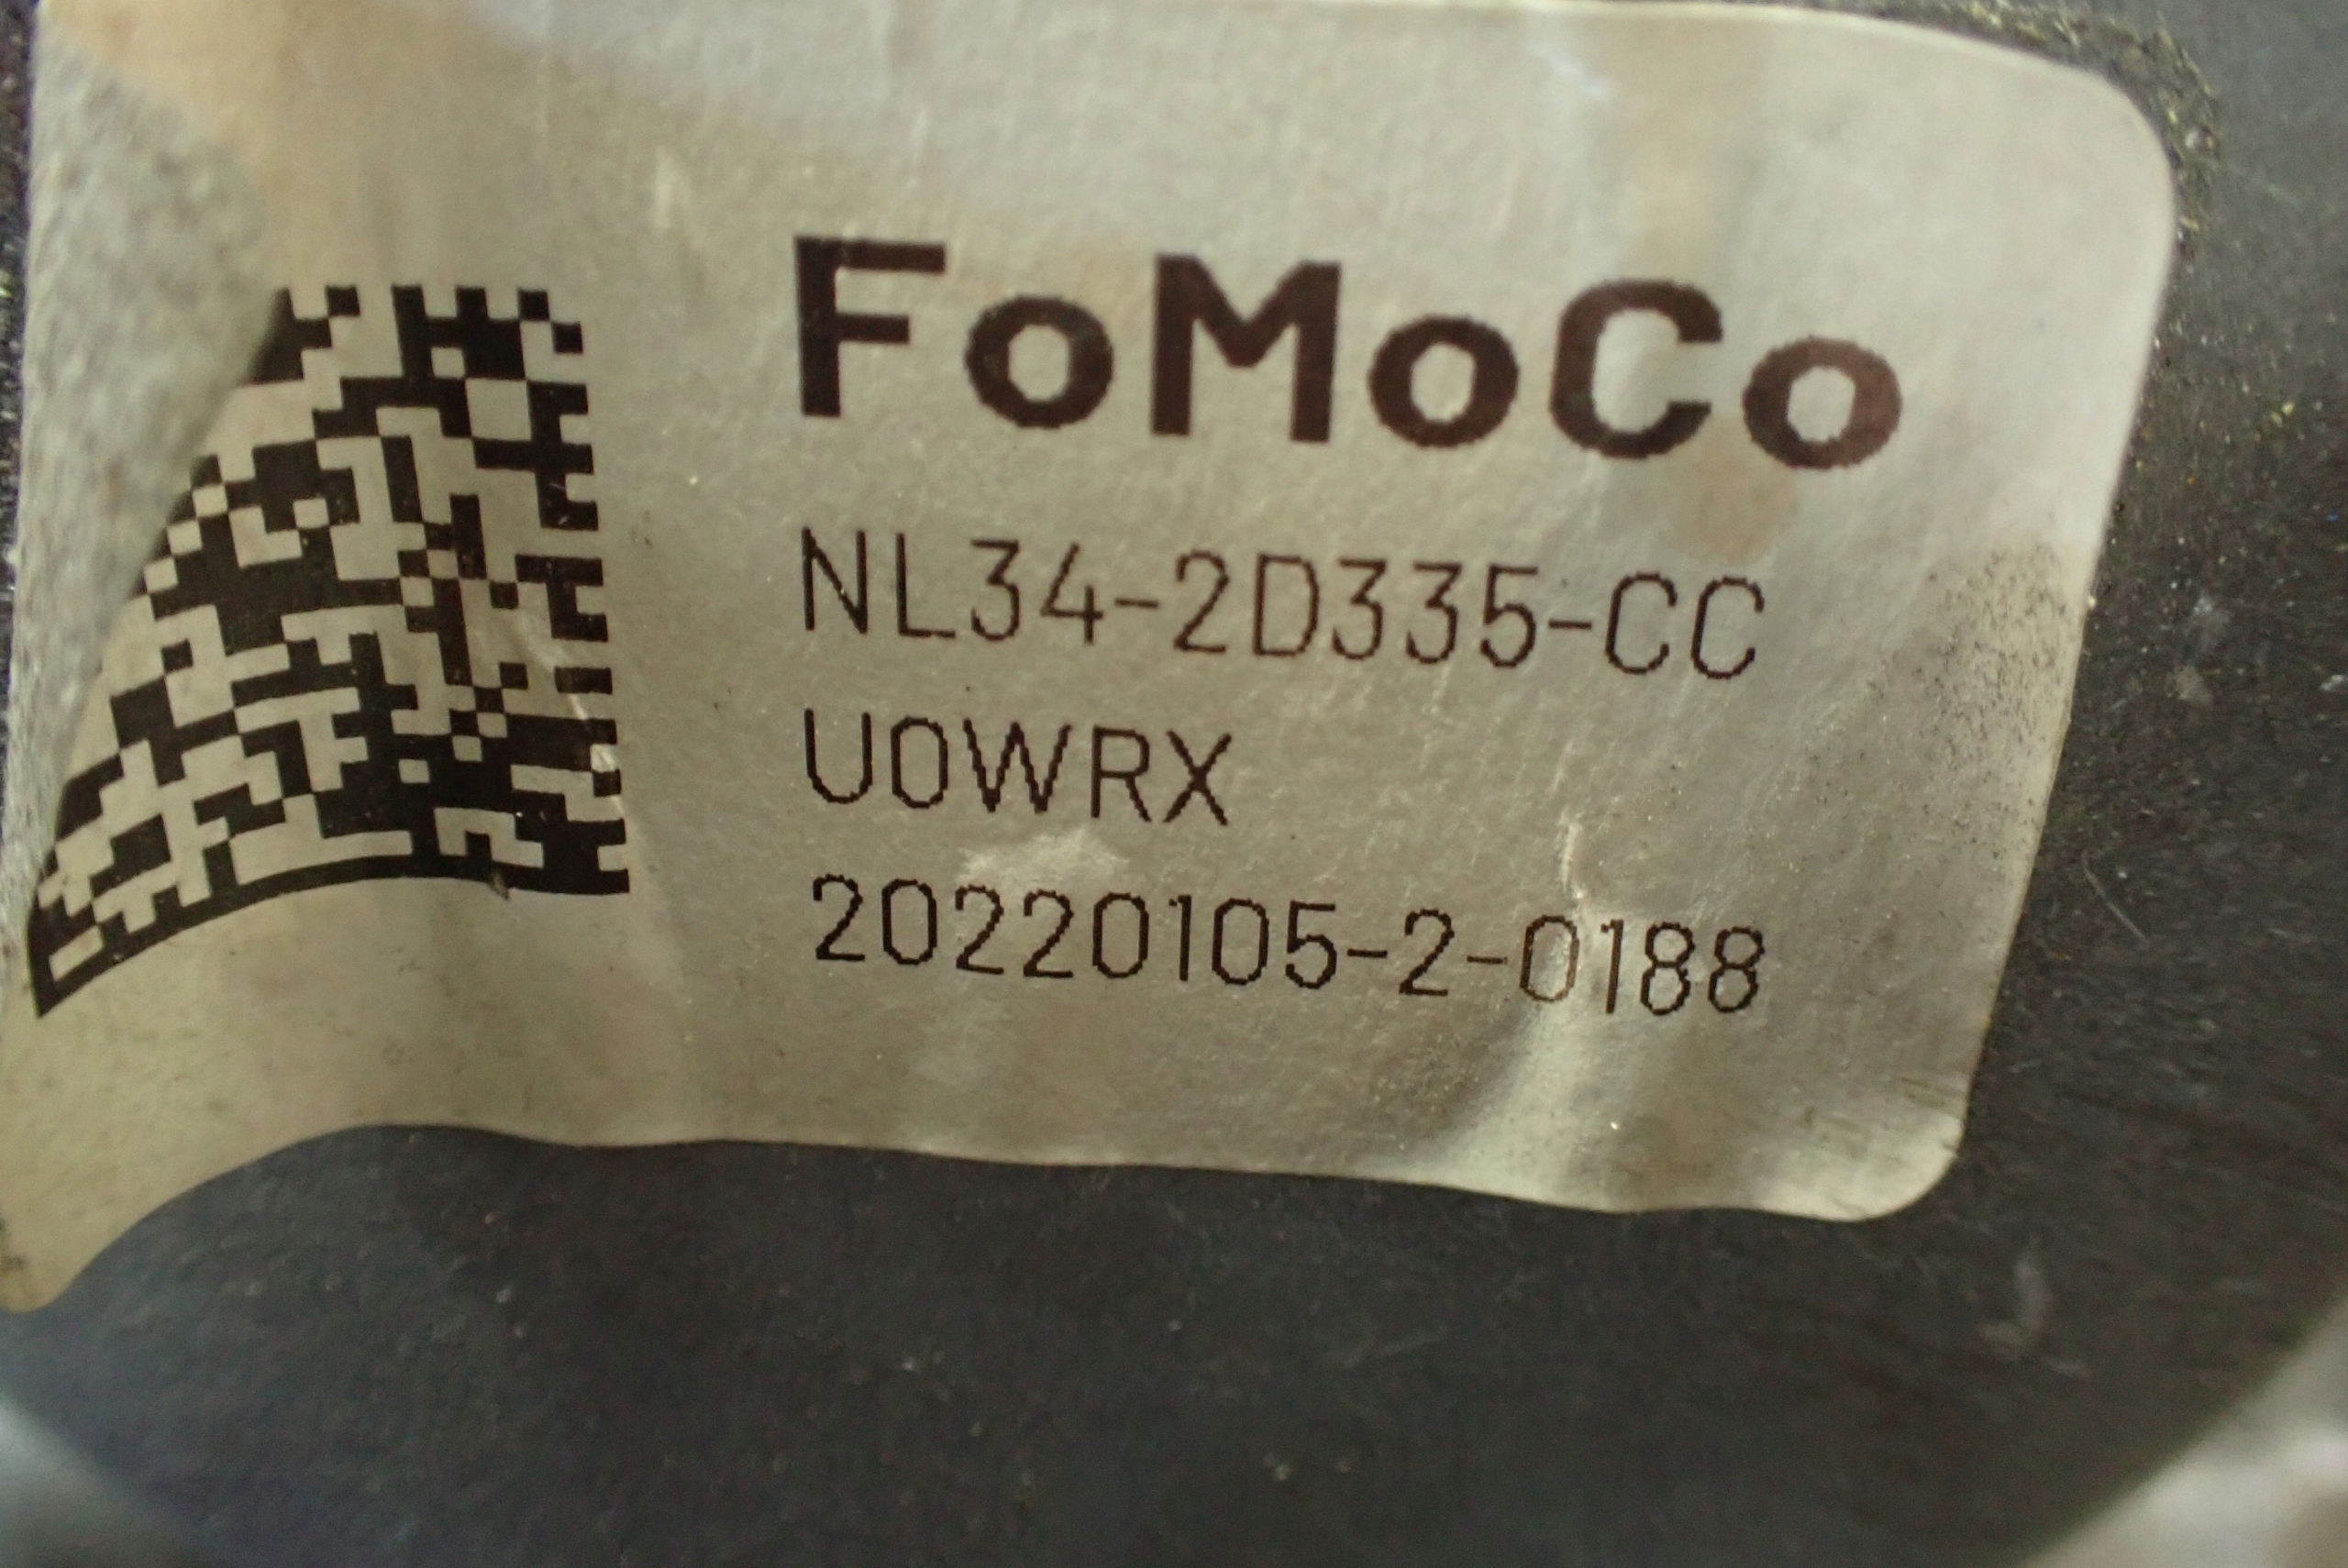 FoMoCo
NL34-2D335-CC
U0WRX
20220105-2-0188